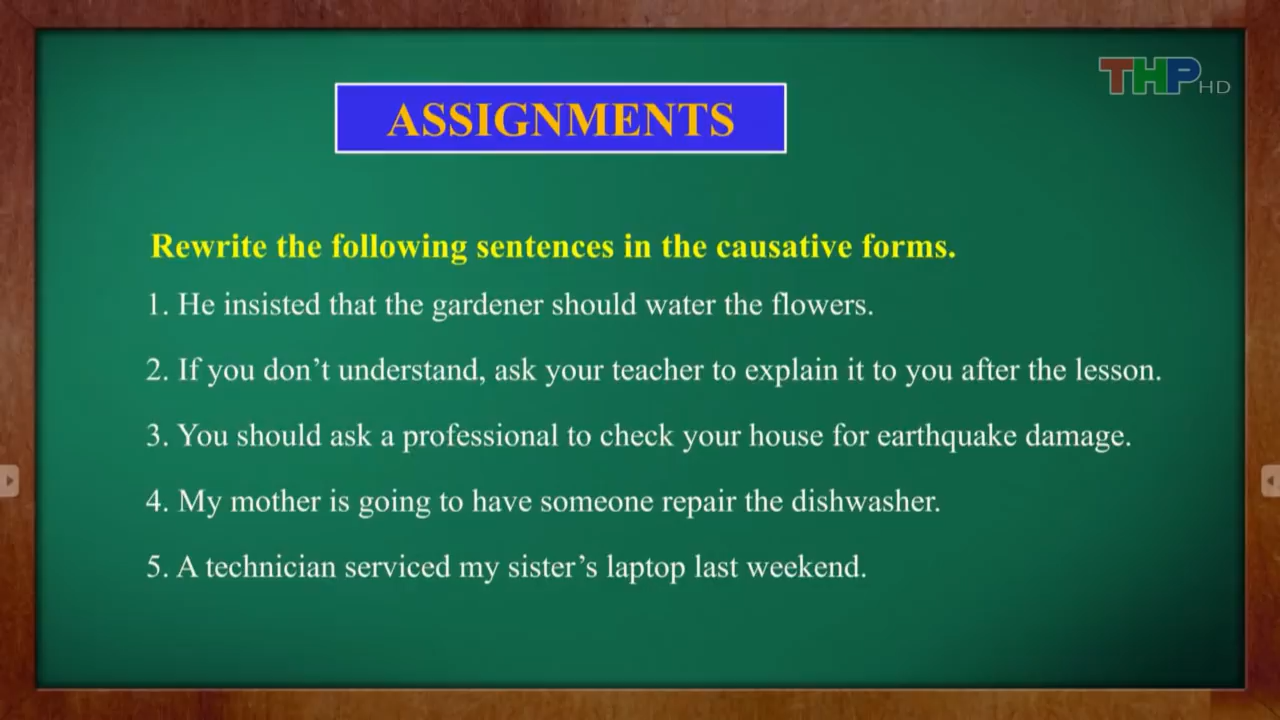 THP HD
ASSIGNMENTS
Rewrite the following sentences in the causative forms.
1. He insisted that the gardener should water the flowers.
2. If you don’t understand, ask your teacher to explain it to you after the lesson.
3. You should ask a professional to check your house for earthquake damage.
4. My mother is going to have someone repair the dishwasher.
5. A technician serviced my sister’s laptop last weekend.